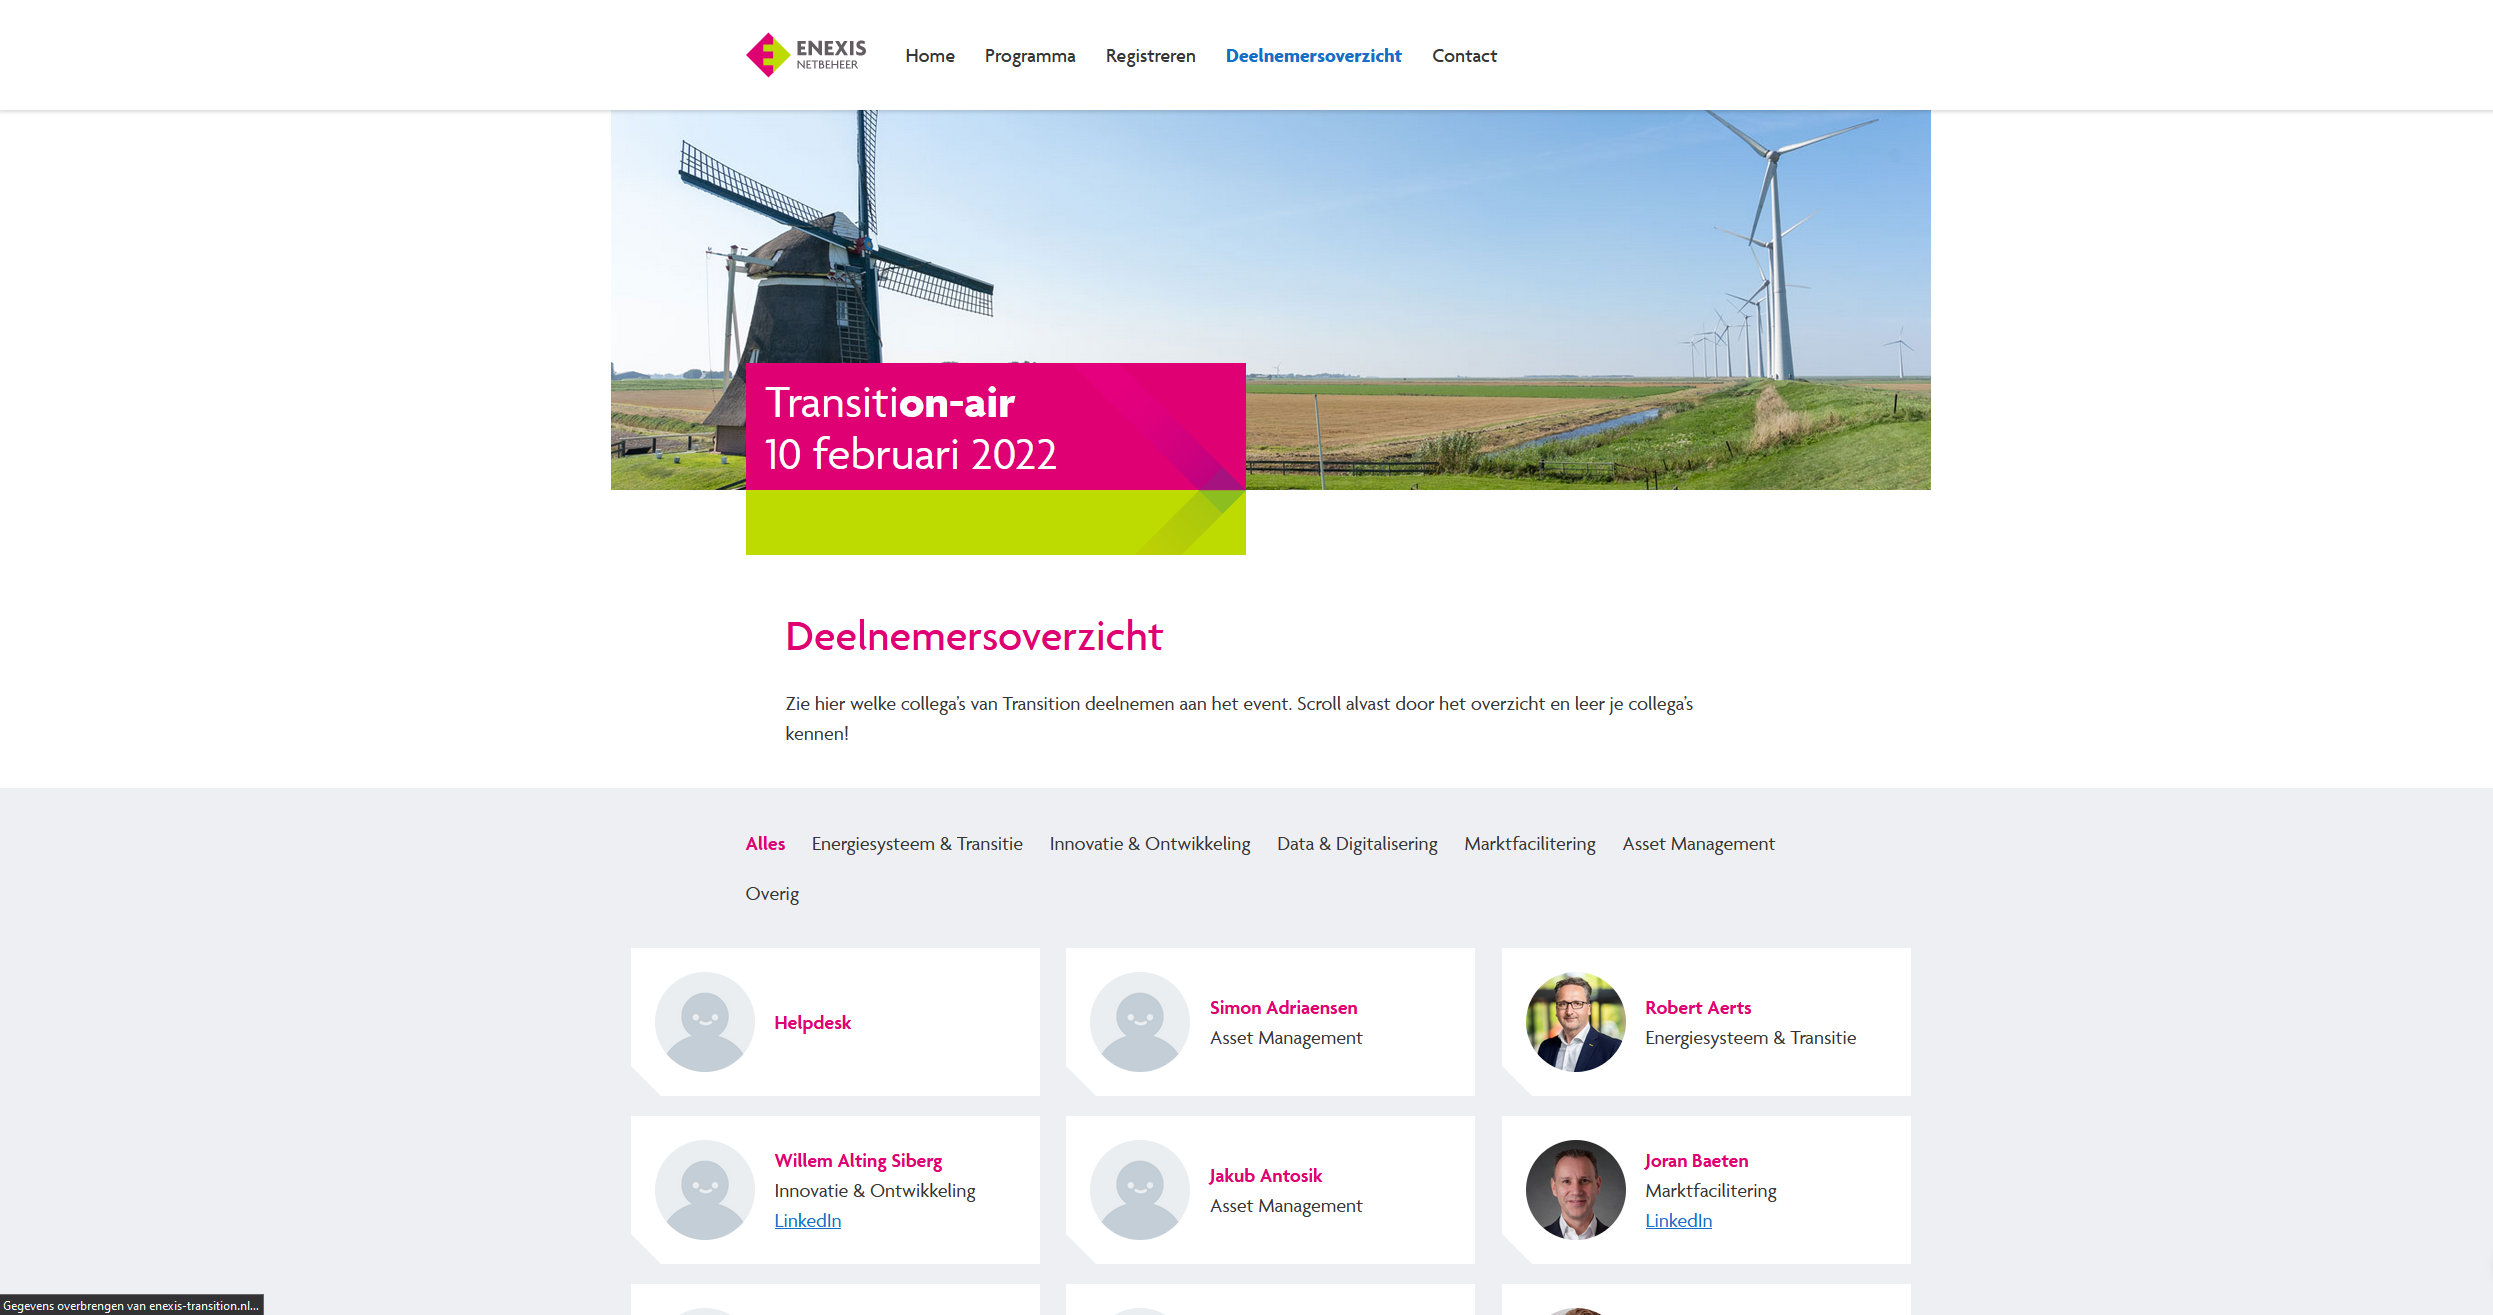 ENEXIS
NETBEHEER
Home Programma Registreren Deelnemersoverzicht Contact
Transition-air
10 februari 2022
Deelnemersoverzicht
Zie hier welke collega's van Transition deelnemen aan het event. Scroll alvast door het overzicht en leer je collega's
kennen!
Alles Energiesysteem & Transitie Innovatie & Ontwikkeling Data & Digitalisering Marktfacilitering Asset Management
Overig
Helpdesk
Simon Adriaensen
Asset Management
Robert Aerts
Energiesysteem & Transitie
Willem Alting Siberg
Innovatie & Ontwikkeling
LinkedIn
Jakub Antosik
Asset Management
Joran Baeten
Marktfacilitering
LinkedIn
Gegevens overbrengen van enexis-transition.nl...